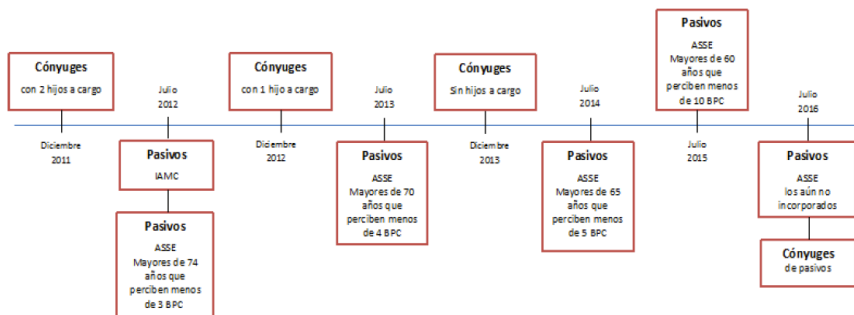 Cónyuges
con 2 hijos a cargo
Diciembre
2011
Julio
2012
Pasivos
IAMC
Pasivos
ASSE
Mayores de 74
años que
perciben menos
de 3 BPC
Cónyuges
con 1 hijo a cargo
Diciembre
2012
Julio
2013
Pasivos
ASSE
Mayores de 70
años que
perciben menos
de 4 BPC
Cónyuges
Sin hijos a cargo
Diciembre
2013
Julio
2014
Pasivos
ASSE
Mayores de 65
años que
perciben menos
de 5 BPC
Pasivos
ASSE
Mayores de 60
años que
perciben menos
de 10 BPC
Julio
2015
Julio
2016
Pasivos
ASSE
los aún no
incorporados
Cónyuges
de pasivos